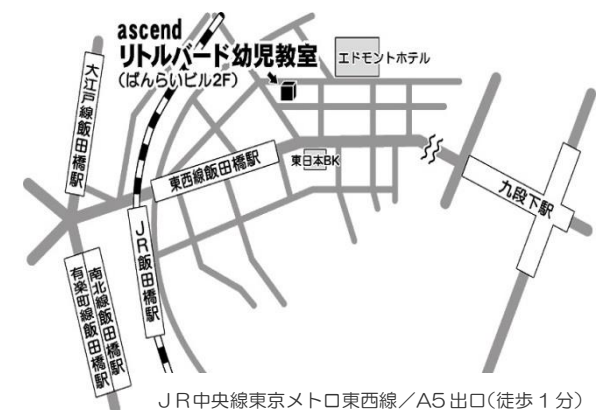 ascend
リトルバード幼児教室
(ばんらいビル2F)
エドモントホテル
大江戸線飯田橋駅
東西線飯田橋駅
東日本BK
九段下駅
JR飯田橋駅
南北線飯田橋駅
有楽町線飯田橋駅
JR中央線東京メトロ東西線/A5出口(徒歩1分)